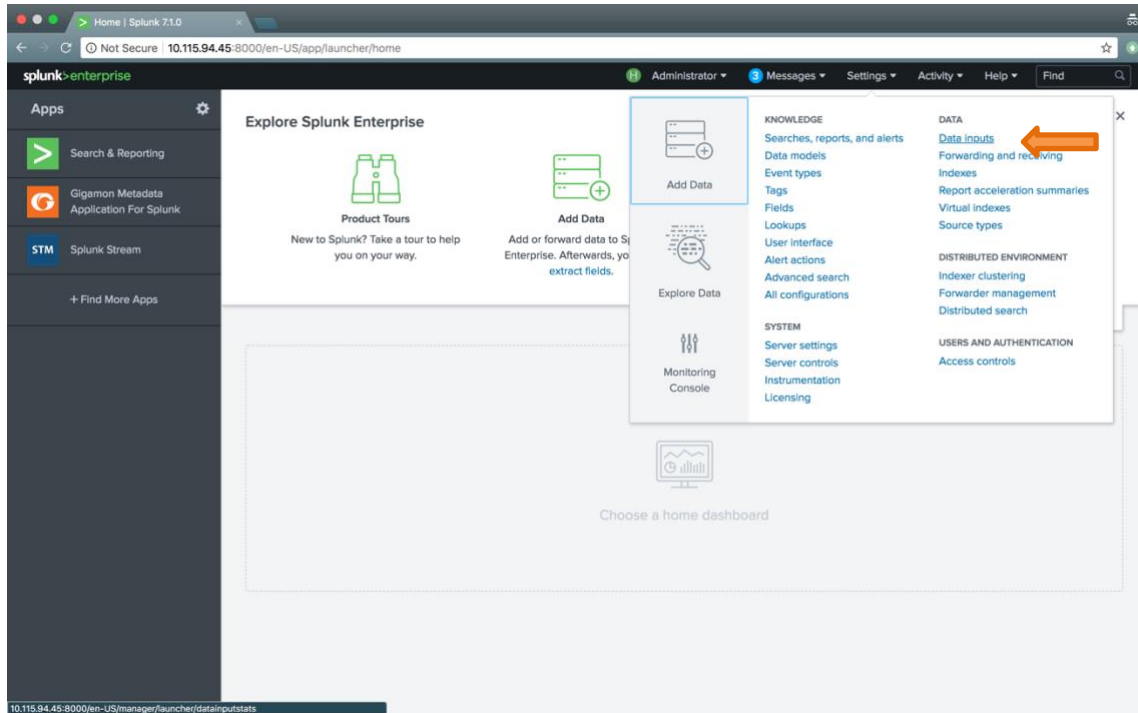 Home | Splunk 7.1.0
Not Secure 10.115.94.45:8000/en-US/app/launcher/home
splunk>enterprise
H Administrator 3 Messages Settings Activity Help Find
Apps
Search & Reporting
Gigamon Metadata
Application For Splunk
STM Splunk Stream
+ Find More Apps
Explore Splunk Enterprise
Product Tours
New to Splunk? Take a tour to help
you on your way.
Add Data
Add or forward data to
Enterprise. Afterwards,
extract fields.
Add Data
Explore Data
Monitoring
Console
KNOWLEDGE
Searches, reports, and alerts
Data models
Event types
Tags
Fields
Lookups
User interface
Alert actions
Advanced search
All configurations
SYSTEM
Server settings
Server controls
Instrumentation
Licensing
DATA
Data inputs
Forwarding and receiving
Indexes
Report acceleration summaries
Virtual indexes
Source types
DISTRIBUTED ENVIRONMENT
Indexer clustering
Forwarder management
Distributed search
USERS AND AUTHENTICATION
Access controls
Choose a home dashboard
10.115.94.45:8000/en-US/manager/launcher/datainputstats